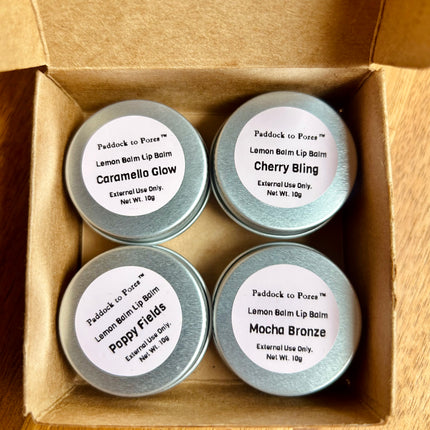 Paddock to Pores™
Lemon Balm Lip Balm
Caramello Glow
External Use Only.
Net Wt. 10g
Paddock to Pores™
Lemon Balm Lip Balm
Cherry Bling
External Use Only.
Net Wt. 10g
Paddock to Pores™
Lemon Balm Lip Balm
Poppy Fields
External Use Only.
Net Wt. 10g
Paddock to Pores™
Lemon Balm Lip Balm
Mocha Bronze
External Use Only.
Net Wt. 10g